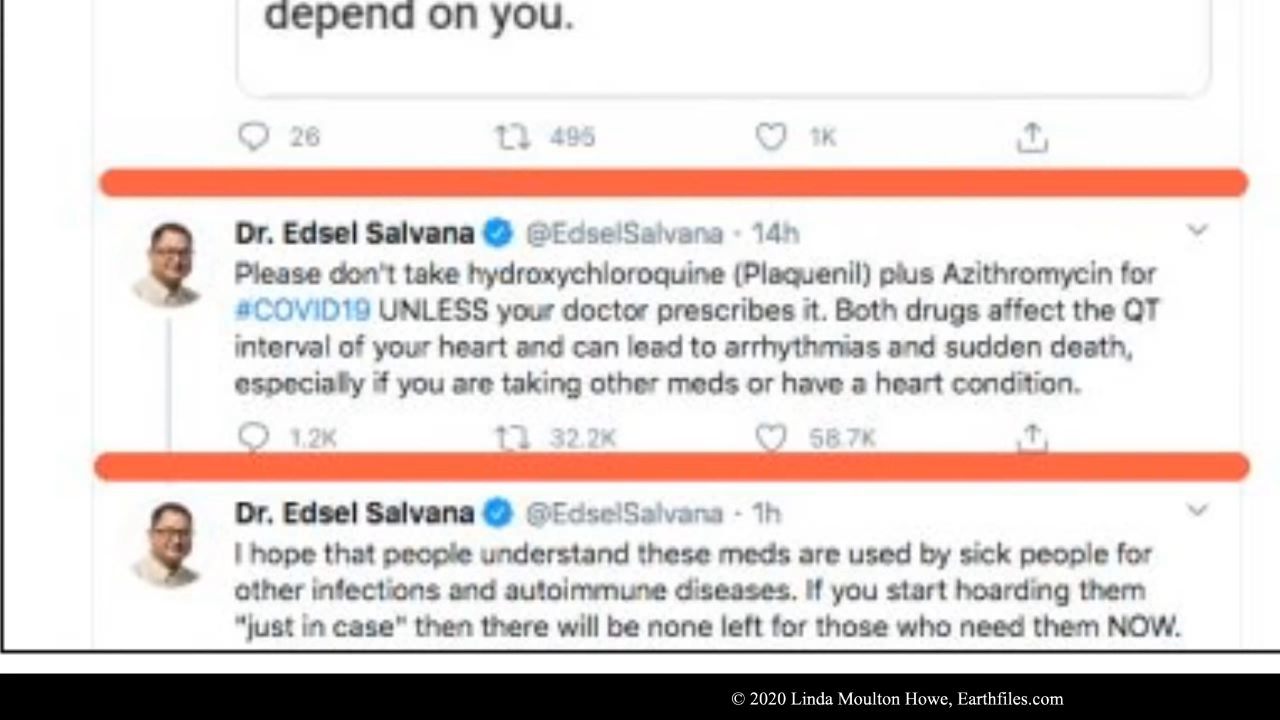 depend on you.
26 495 1K
Dr. Edsel Salvana @EdselSalvana · 14h
Please don't take hydroxychloroquine (Plaquenil) plus Azithromycin for
#COVID19 UNLESS your doctor prescribes it. Both drugs affect the QT
interval of your heart and can lead to arrhythmias and sudden death,
especially if you are taking other meds or have a heart condition.
1.2K 32.2K 58.7K
Dr. Edsel Salvana @EdselSalvana · 1h
I hope that people understand these meds are used by sick people for
other infections and autoimmune diseases. If you start hoarding them
"just in case" then there will be none left for those who need them NOW.
© 2020 Linda Moulton Howe, Earthfiles.com